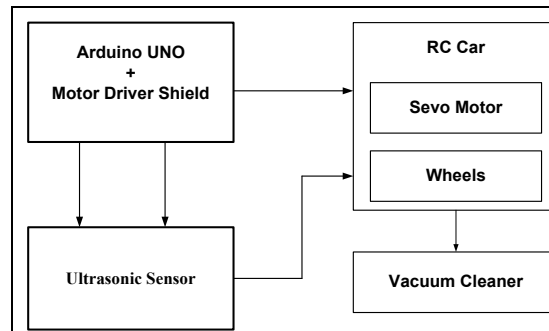 Arduino UNO
+
Motor Driver Shield
RC Car
Sevo Motor
Wheels
Ultrasonic Sensor
Vacuum Cleaner